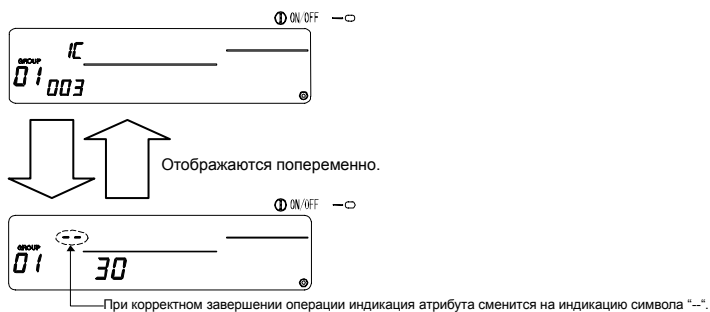 ON/OFF
IC
GROUP
01 003
Отображаются попеременно.
ON/OFF
--
GROUP
01 30
При корректном завершении операции индикация атрибута сменится на индикацию символа "--".